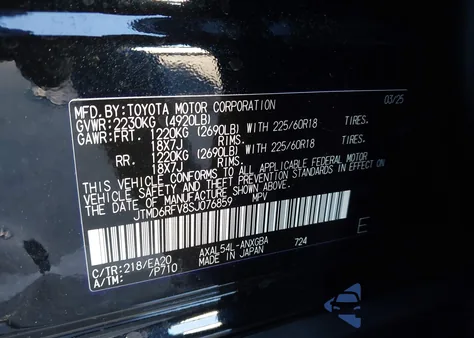 MFD. BY: TOYOTA MOTOR CORPORATION 03/25
GVWR: 2230KG (4920LB)
GAWR: FRT. 1220KG (2690LB) WITH 225/60R18 TIRES.
18X7J RIMS.
RR. 1220KG (2690LB) WITH 225/60R18 TIRES.
18X7J RIMS.
THIS VEHICLE CONFORMS TO ALL APPLICABLE FEDERAL MOTOR
VEHICLE SAFETY AND THEFT PREVENTION STANDARDS IN EFFECT ON
THE DATE OF MANUFACTURE SHOWN ABOVE.
JTMD6RFV8SJ076859 MPV
E
C/TR: 218/EA20 AXAL54L-ANXGBA 724
A/TM: /P710 MADE IN JAPAN